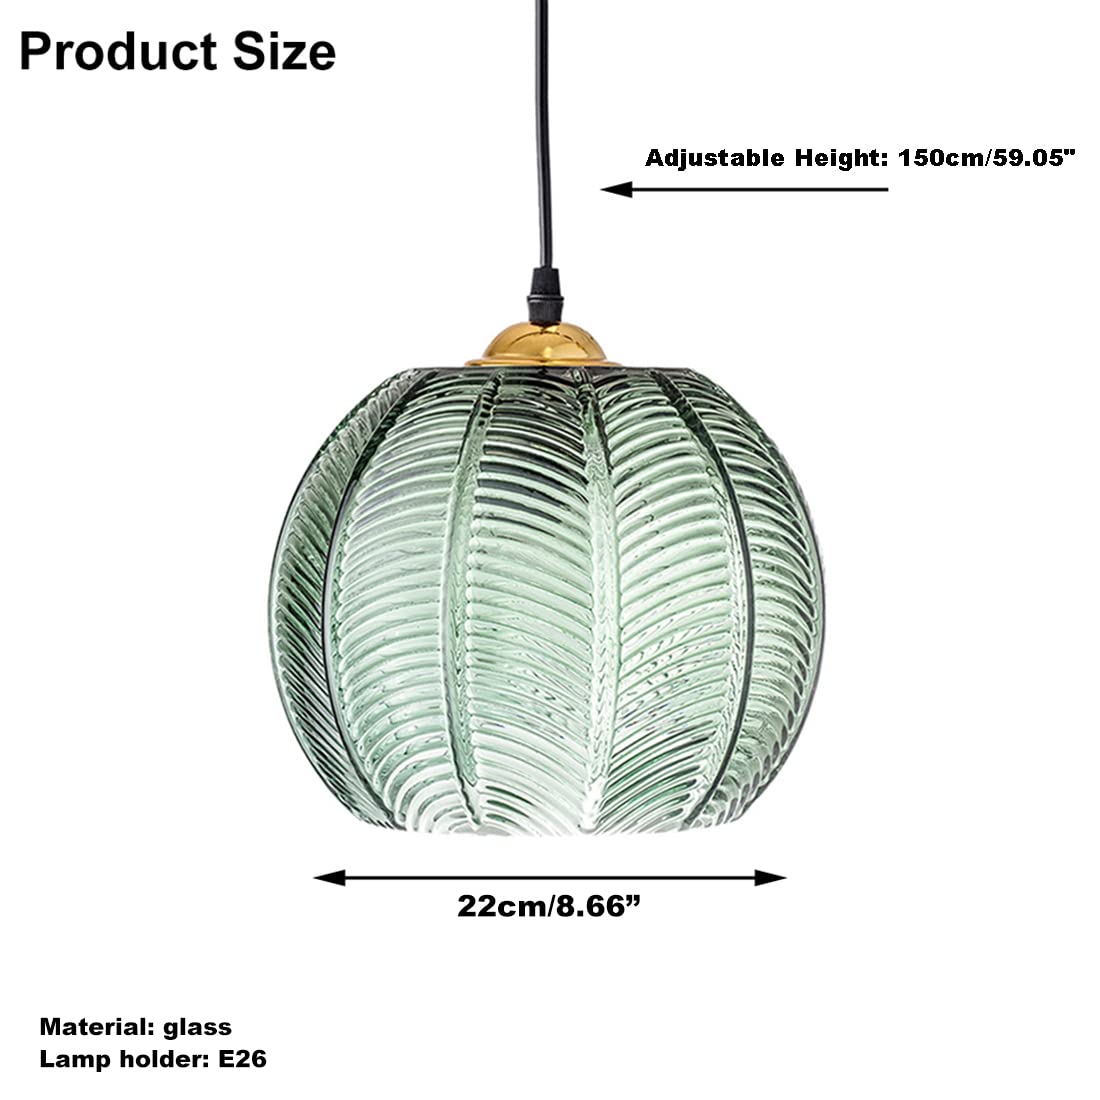 Product Size
Adjustable Height: 150cm/59.05"
22cm/8.66”
Material: glass
Lamp holder: E26